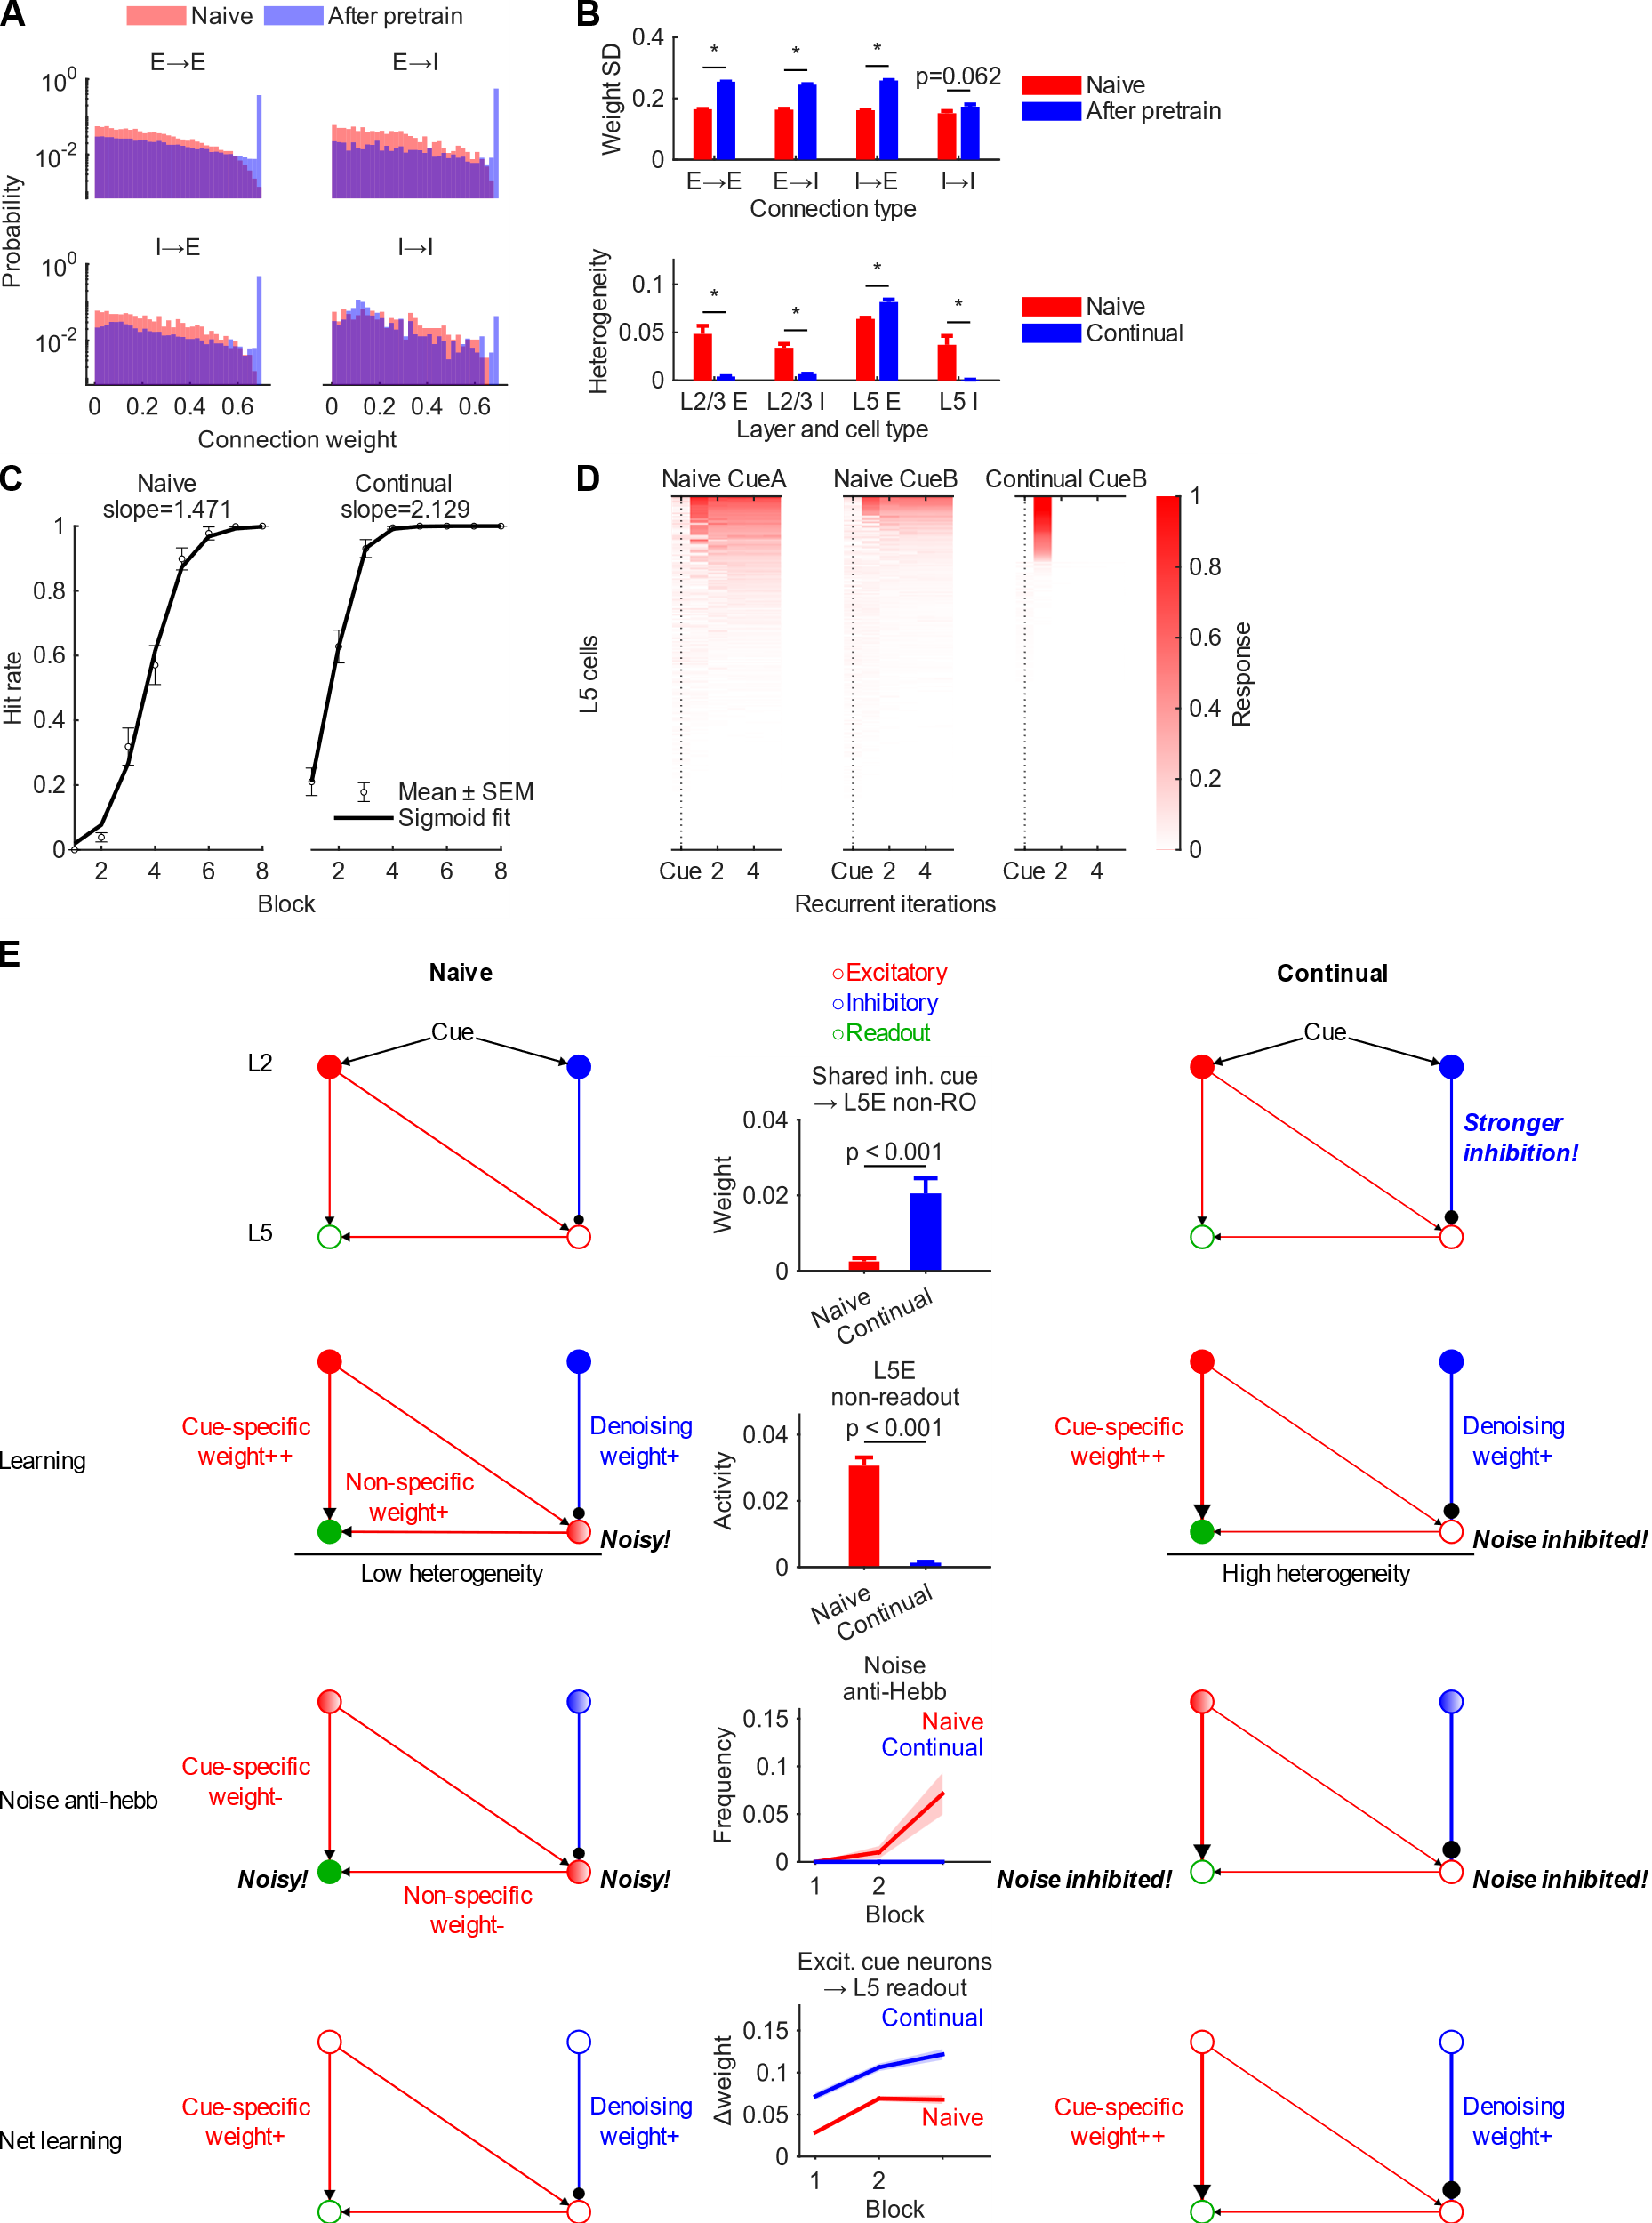 A
Naive
After pretrain
E→E
E→I
10⁰
10⁻²
I→E
I→I
10⁰
10⁻²
Probability
0 0.2 0.4 0.6
0 0.2 0.4 0.6
Connection weight
B
Weight SD
0.4
0.2
0
*
*
*
p=0.062
E→E E→I I→E I→I
Connection type
Naive
After pretrain
Heterogeneity
0.1
0.05
0
*
*
*
*
L2/3 E L2/3 I L5 E L5 I
Layer and cell type
Naive
Continual
C
Naive
slope=1.471
Continual
slope=2.129
Hit rate
1
0.8
0.6
0.4
0.2
0
Mean ± SEM
Sigmoid fit
2 4 6 8
2 4 6 8
Block
D
Naive CueA
Naive CueB
Continual CueB
L5 cells
Cue 2 4
Cue 2 4
Cue 2 4
Recurrent iterations
1
0.8
0.6
0.4
0.2
0
Response
E
Naive
Excitatory
Inhibitory
Readout
Continual
Cue
L2
L5
Shared inh. cue
→ L5E non-RO
0.04
0.02
0
Weight
p < 0.001
Naive
Continual
Cue
Stronger
inhibition!
Learning
Cue-specific
weight++
Non-specific
weight+
Denoising
weight+
Noisy!
Low heterogeneity
L5E
non-readout
p < 0.001
0.04
0.02
0
Activity
Naive
Continual
Cue-specific
weight++
Denoising
weight+
Noise inhibited!
High heterogeneity
Noise anti-hebb
Cue-specific
weight-
Noisy!
Noisy!
Non-specific
weight-
Noise
anti-Hebb
0.15
0.1
0.05
0
Frequency
Naive
Continual
1 2
Block
Noise inhibited!
Noise inhibited!
Net learning
Cue-specific
weight+
Denoising
weight+
Excit. cue neurons
→ L5 readout
Continual
0.15
0.1
0.05
0
Δweight
Naive
1 2
Block
Cue-specific
weight++
Denoising
weight+